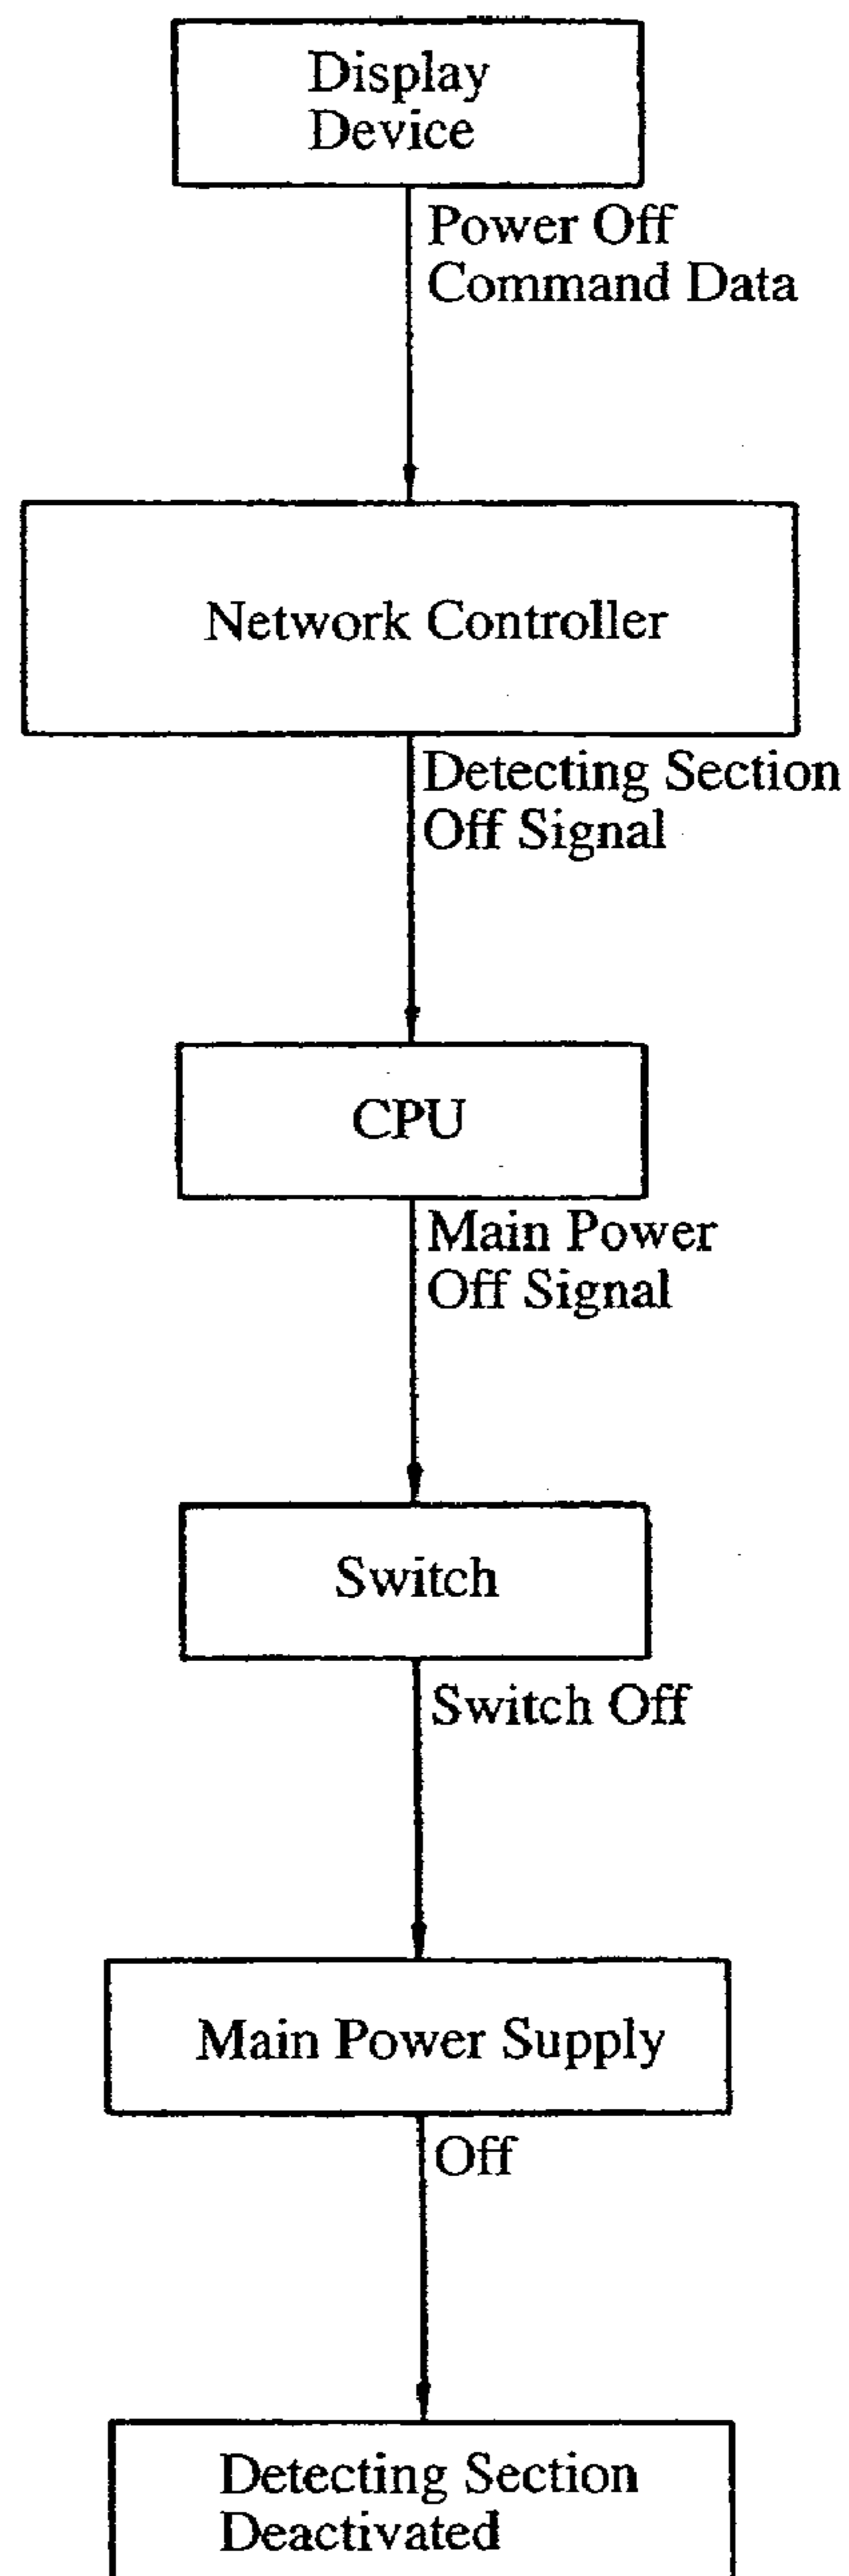 Display
Device
Power Off
Command Data
Network Controller
Detecting Section
Off Signal
CPU
Main Power
Off Signal
Switch
Switch Off
Main Power Supply
Off
Detecting Section
Deactivated